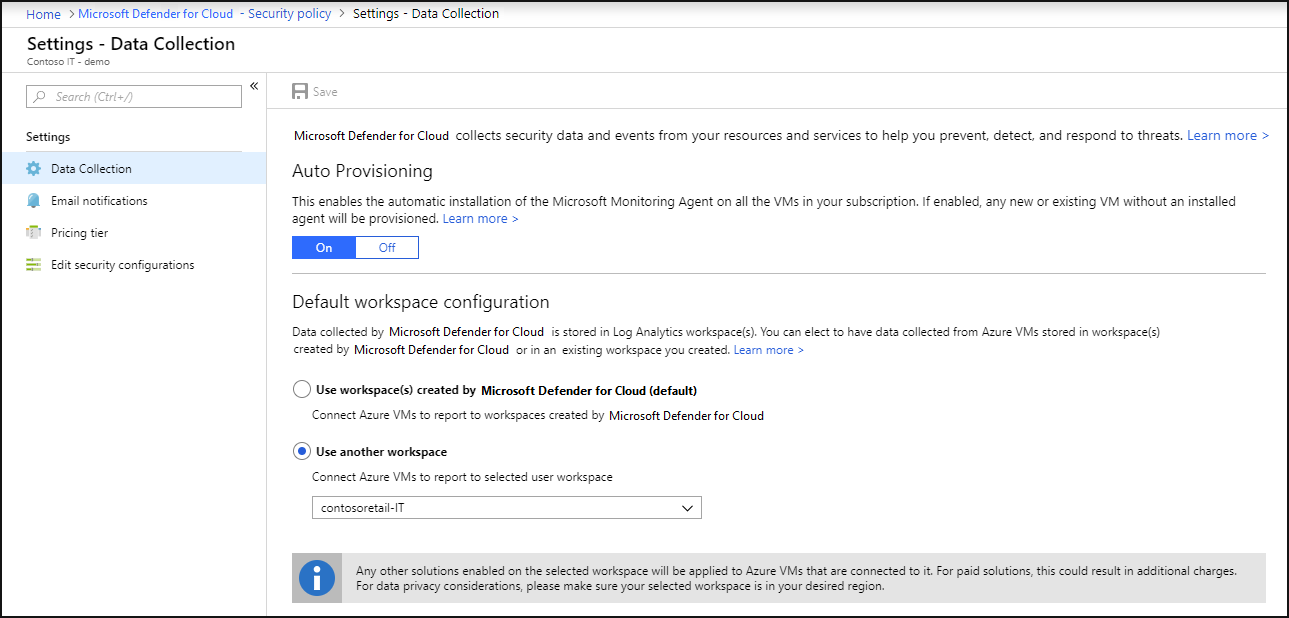 Home > Microsoft Defender for Cloud - Security policy > Settings - Data Collection
Settings - Data Collection
Contoso IT - demo
Search (Ctrl+/)
«
Settings
Data Collection
Email notifications
Pricing tier
Edit security configurations
Save
Microsoft Defender for Cloud collects security data and events from your resources and services to help you prevent, detect, and respond to threats. Learn more >
Auto Provisioning
This enables the automatic installation of the Microsoft Monitoring Agent on all the VMs in your subscription. If enabled, any new or existing VM without an installed
agent will be provisioned. Learn more >
On Off
Default workspace configuration
Data collected by Microsoft Defender for Cloud is stored in Log Analytics workspace(s). You can elect to have data collected from Azure VMs stored in workspace(s)
created by Microsoft Defender for Cloud or in an existing workspace you created. Learn more >
Use workspace(s) created by Microsoft Defender for Cloud (default)
Connect Azure VMs to report to workspaces created by Microsoft Defender for Cloud
Use another workspace
Connect Azure VMs to report to selected user workspace
contosoretail-IT
Any other solutions enabled on the selected workspace will be applied to Azure VMs that are connected to it. For paid solutions, this could result in additional charges.
For data privacy considerations, please make sure your selected workspace is in your desired region.